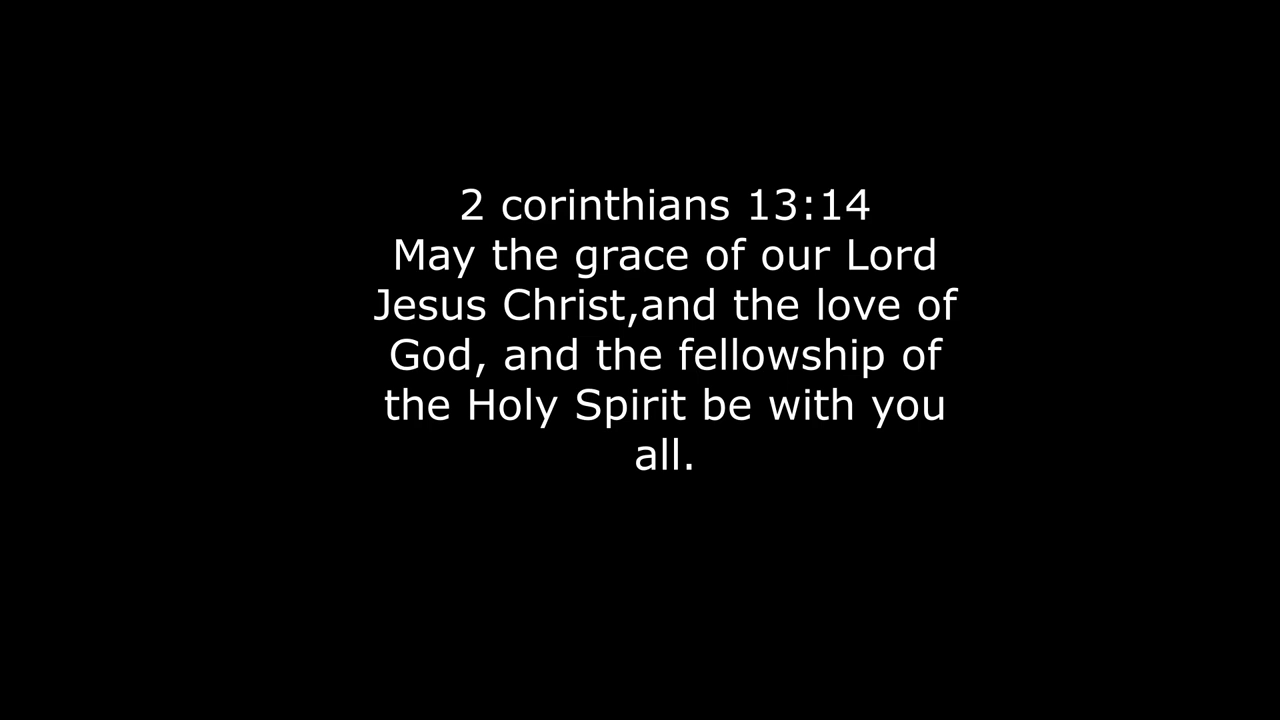 2 corinthians 13:14
May the grace of our Lord
Jesus Christ,and the love of
God, and the fellowship of
the Holy Spirit be with you
all.